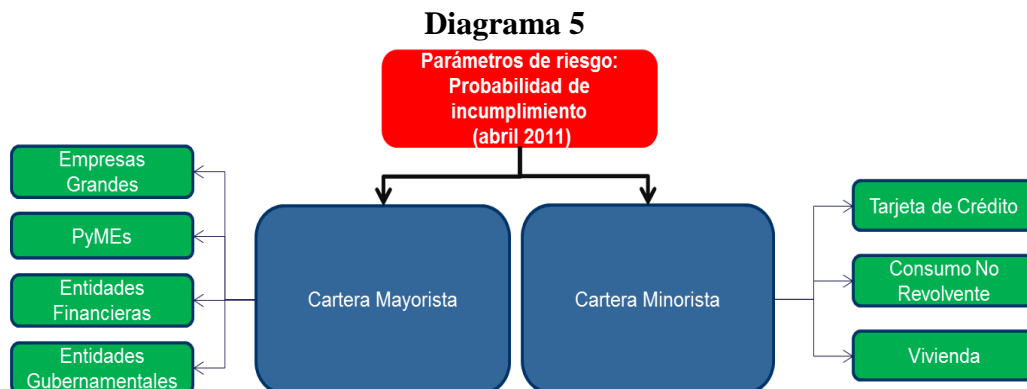 Diagrama 5
Parámetros de riesgo:
Probabilidad de
incumplimiento
(abril 2011)
Empresas
Grandes
PyMEs
Entidades
Financieras
Entidades
Gubernamentales
Cartera Mayorista
Cartera Minorista
Tarjeta de Crédito
Consumo No
Revolvente
Vivienda